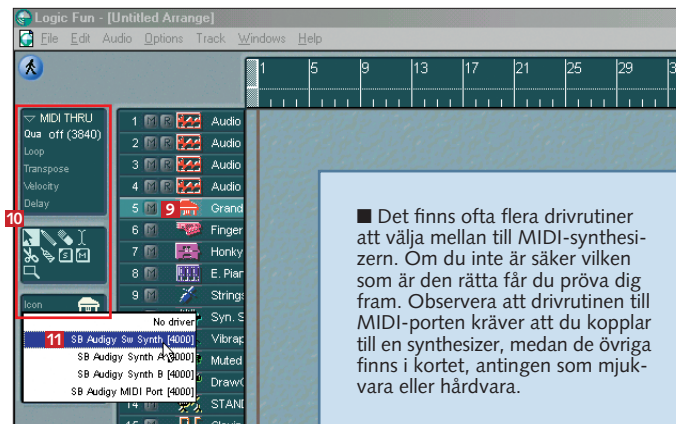 Logic Fun - [Untitled Arrange]
File Edit Audio Options Track Windows Help
1 5 9 13 17 21 25 29 3
MIDI THRU
Qua off (3840)
Loop
Transpose
Velocity
Delay
10
S M
Icon
1 M R Audio
2 M R Audio
3 M R Audio
4 M R Audio
5 M 9 Grand
6 M Finger
7 M Honky
8 M E. Pian
9 M Strings
Syn. S
Vibrap
Muted
Draw
14 M STAN
15 M
No driver
11 SB Audigy Sw Synth [4000]
SB Audigy Synth A [4000]
SB Audigy Synth B [4000]
SB Audigy MIDI Port [4000]
■ Det finns ofta flera drivrutiner
att välja mellan till MIDI-synthesi-
zern. Om du inte är säker vilken
som är den rätta får du pröva dig
fram. Observera att drivrutinen till
MIDI-porten kräver att du kopplar
till en synthesizer, medan de övriga
finns i kortet, antingen som mjuk-
vara eller hårdvara.